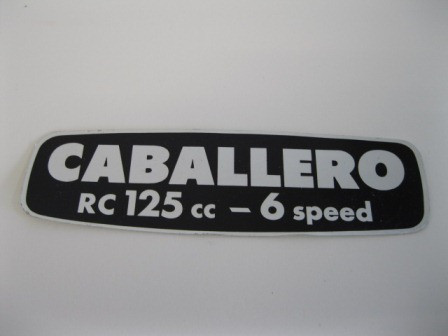 CABALLERO
RC 125 cc – 6 speed